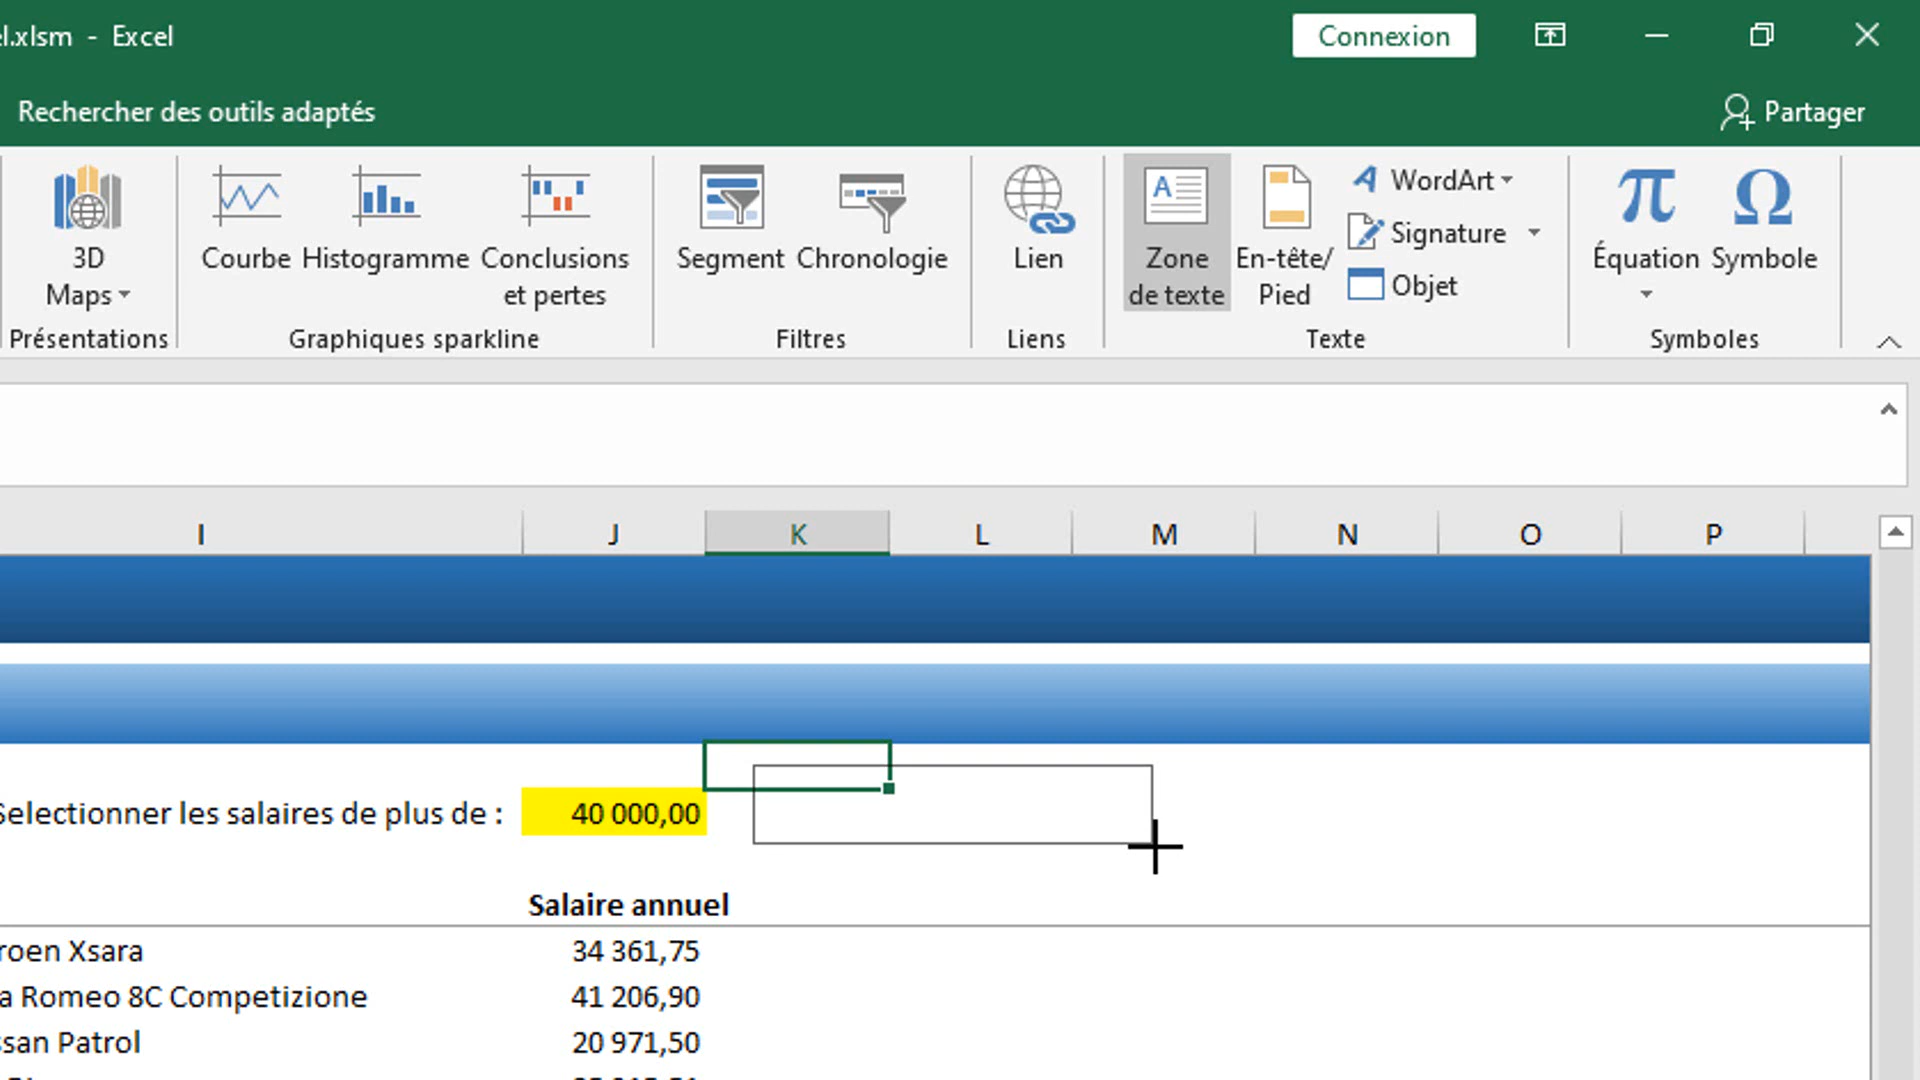 el.xlsm - Excel
Connexion
Rechercher des outils adaptés
Partager
3D
Maps
Présentations
Courbe
Histogramme
Conclusions
et pertes
Graphiques sparkline
Segment
Chronologie
Filtres
Lien
Liens
Zone
de texte
En-tête/
Pied
WordArt
Signature
Objet
Texte
Équation
Symbole
Symboles
I J K L M N O P
Selectionner les salaires de plus de : 40 000,00
Salaire annuel
roen Xsara 34 361,75
a Romeo 8C Competizione 41 206,90
ssan Patrol 20 971,50